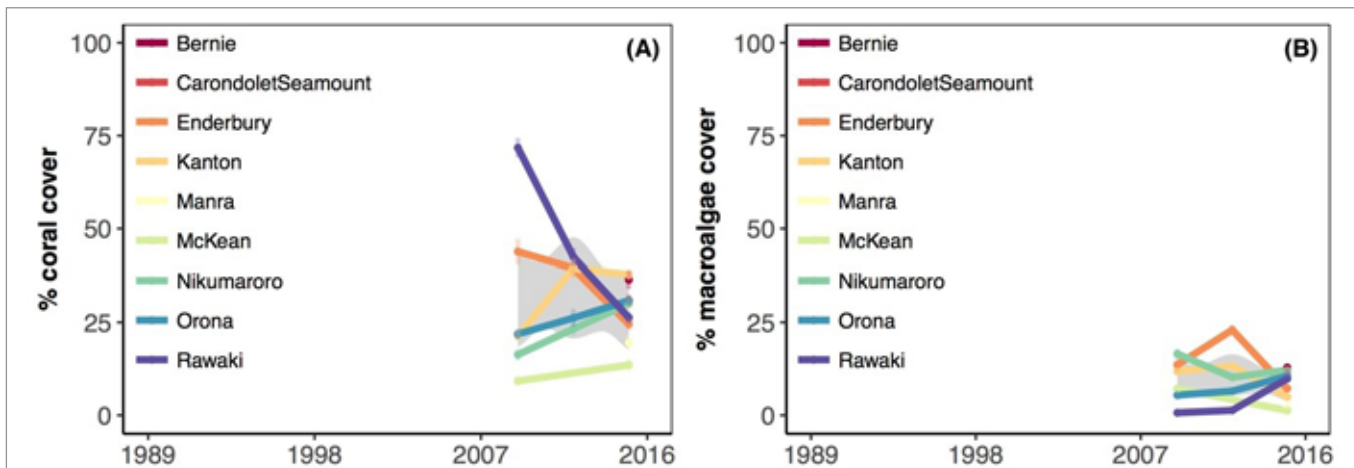 % coral cover
100
75
50
25
0
Bernie
CarondoletSeamount
Enderbury
Kanton
Manra
McKean
Nikumaroro
Orona
Rawaki
(A)
1989 1998 2007 2016
% macroalgae cover
100
75
50
25
0
Bernie
CarondoletSeamount
Enderbury
Kanton
Manra
McKean
Nikumaroro
Orona
Rawaki
(B)
1989 1998 2007 2016